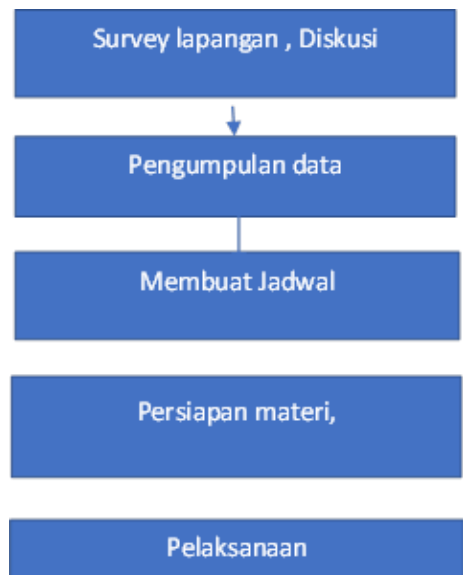 Survey lapangan , Diskusi
Pengumpulan data
Membuat Jadwal
Persiapan materi,
Pelaksanaan